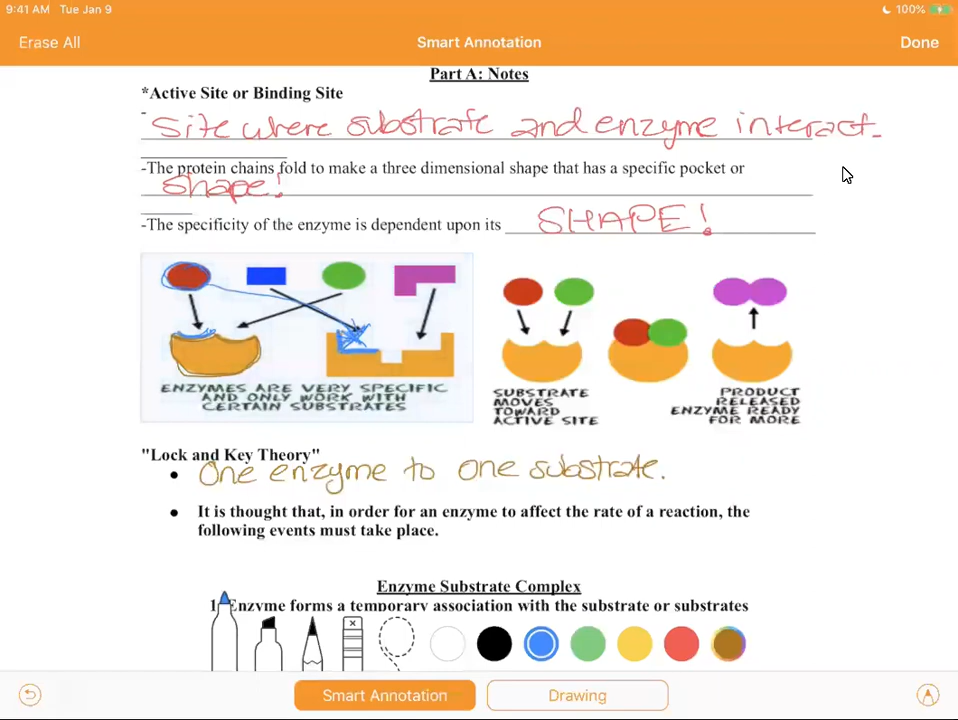 9:41 AM Tue Jan 9 100%
Erase All Smart Annotation Done
Part A: Notes
*Active Site or Binding Site
- Site where substrate and enzyme interact.
-The protein chains fold to make a three dimensional shape that has a specific pocket or
shape!
-The specificity of the enzyme is dependent upon its SHAPE!
ENZYMES ARE VERY SPECIFIC
AND ONLY WORK WITH
CERTAIN SUBSTRATES
SUBSTRATE
MOVES
TOWARD
ACTIVE SITE
PRODUCT
RELEASED
ENZYME READY
FOR MORE
"Lock and Key Theory"
• One enzyme to one substrate.
• It is thought that, in order for an enzyme to affect the rate of a reaction, the
following events must take place.
Enzyme Substrate Complex
1. Enzyme forms a temporary association with the substrate or substrates
Smart Annotation Drawing